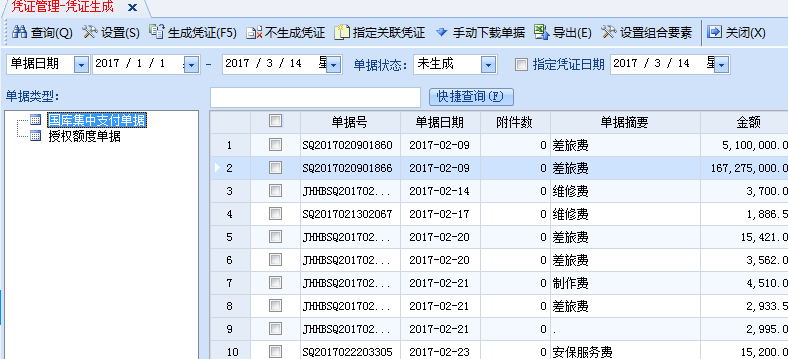 凭证管理-凭证生成 X
查询(Q) 设置(S) 生成凭证(F5) 不生成凭证 指定关联凭证 手动下载单据 导出(E) 设置组合要素 关闭(X)
单据日期 2017 / 1 / 1 - 2017 / 3 / 14 单据状态: 未生成 指定凭证日期 2017 / 3 / 14
单据类型: 快捷查询(F)
国库集中支付单据
授权额度单据
单据号 单据日期 附件数 单据摘要 金额
1 SQ2017020901860 2017-02-09 0 差旅费 5,100,000.0
2 SQ2017020901866 2017-02-09 0 差旅费 167,275,000.0
3 JHHBSQ201702... 2017-02-14 0 维修费 3,700.0
4 SQ2017021302067 2017-02-17 0 维修费 1,886.5
5 JHHBSQ201702... 2017-02-20 0 差旅费 15,421.0
6 JHHBSQ201702... 2017-02-20 0 差旅费 3,562.0
7 JHHBSQ201702... 2017-02-21 0 制作费 4,510.0
8 JHHBSQ201702... 2017-02-21 0 差旅费 2,933.5
9 JHHBSQ201702... 2017-02-21 0 . 2,995.0
10 SQ2017022203305 2017-02-23 0 安保服务费 15,200.0